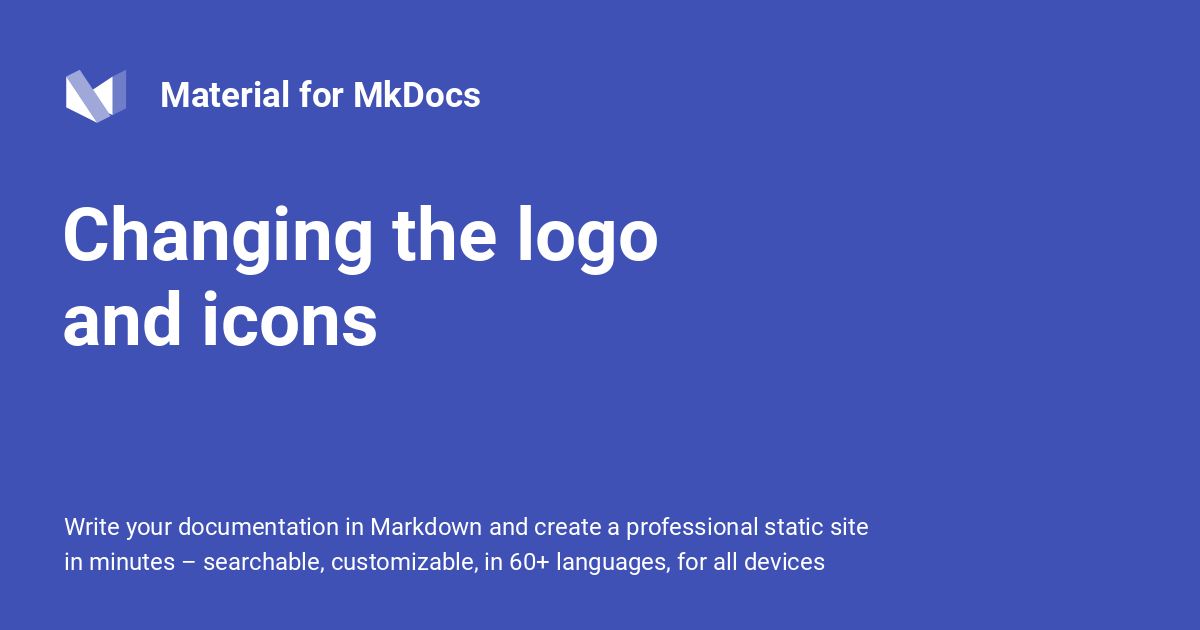 Material for MkDocs
Changing the logo
and icons
Write your documentation in Markdown and create a professional static site
in minutes – searchable, customizable, in 60+ languages, for all devices